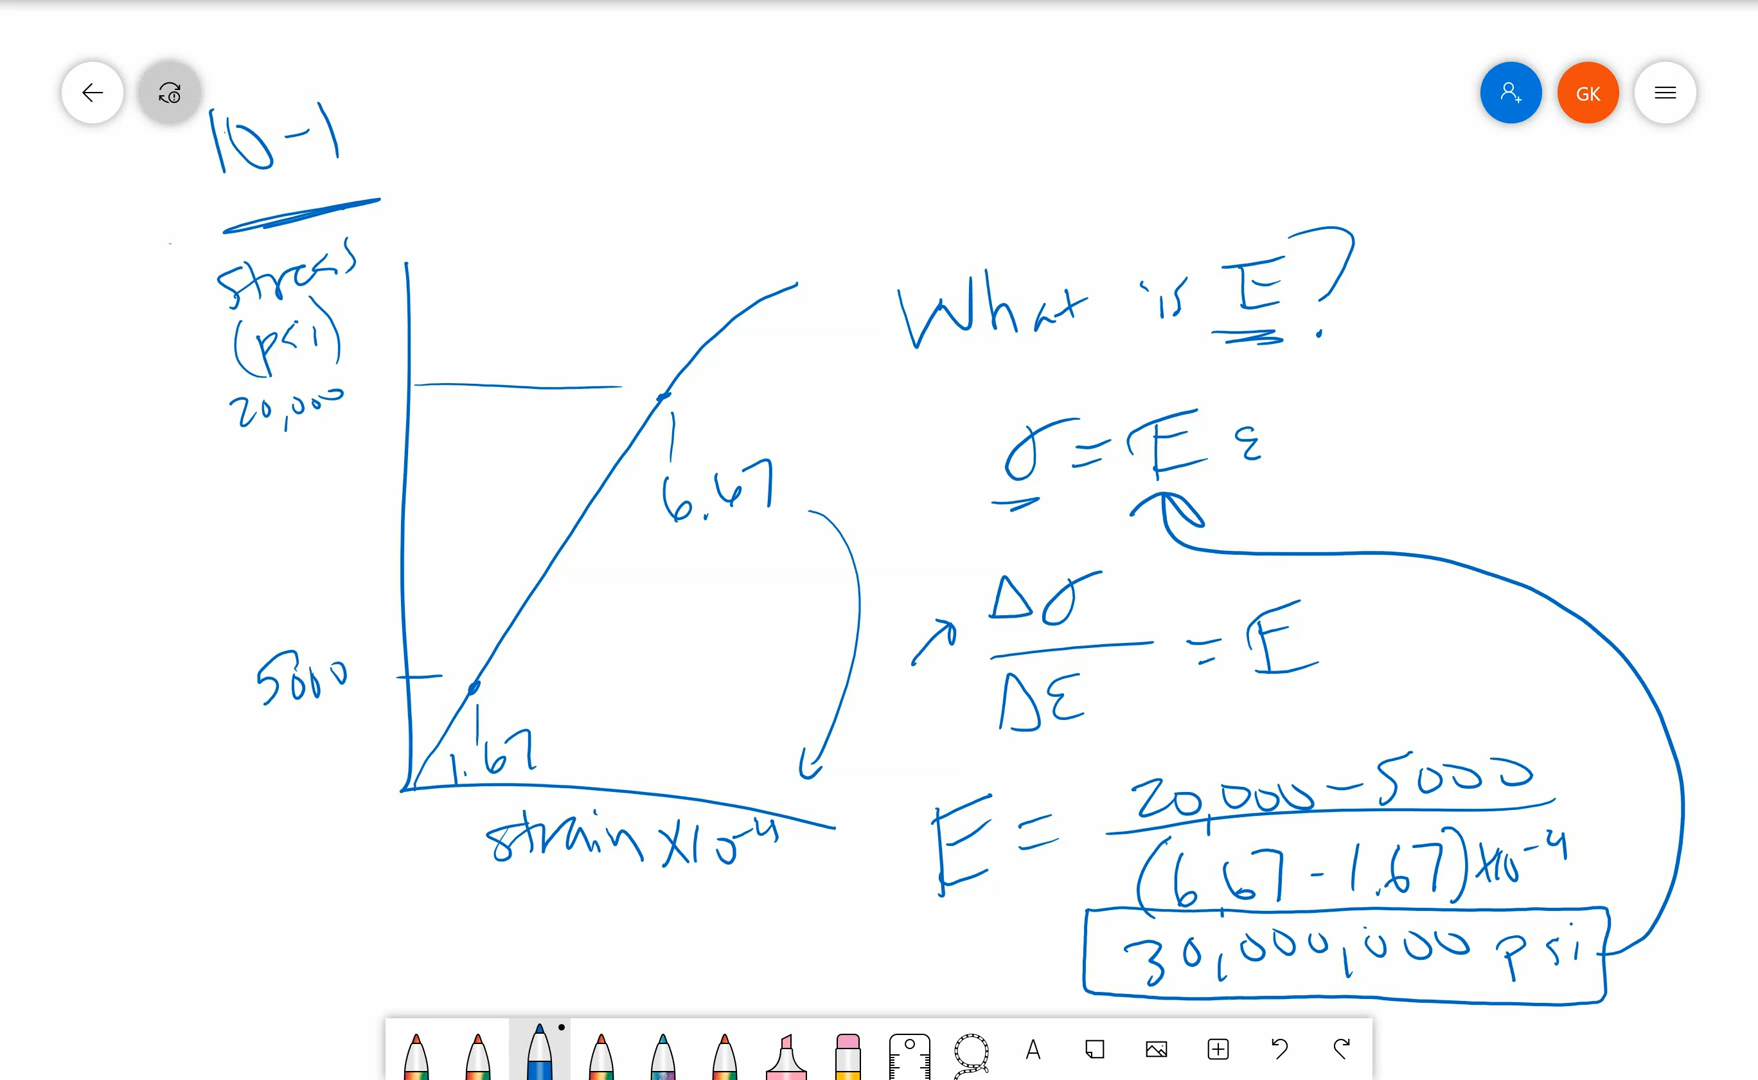 GK
10-1
stress
(psi)
20,000
5000
6.67
1.67
strain x10⁻⁴
What is E?
σ = E ε
Δσ
Δε
= E
E = 20,000 - 5000
(6.67 - 1.67) x10⁻⁴
30,000,000 psi
A